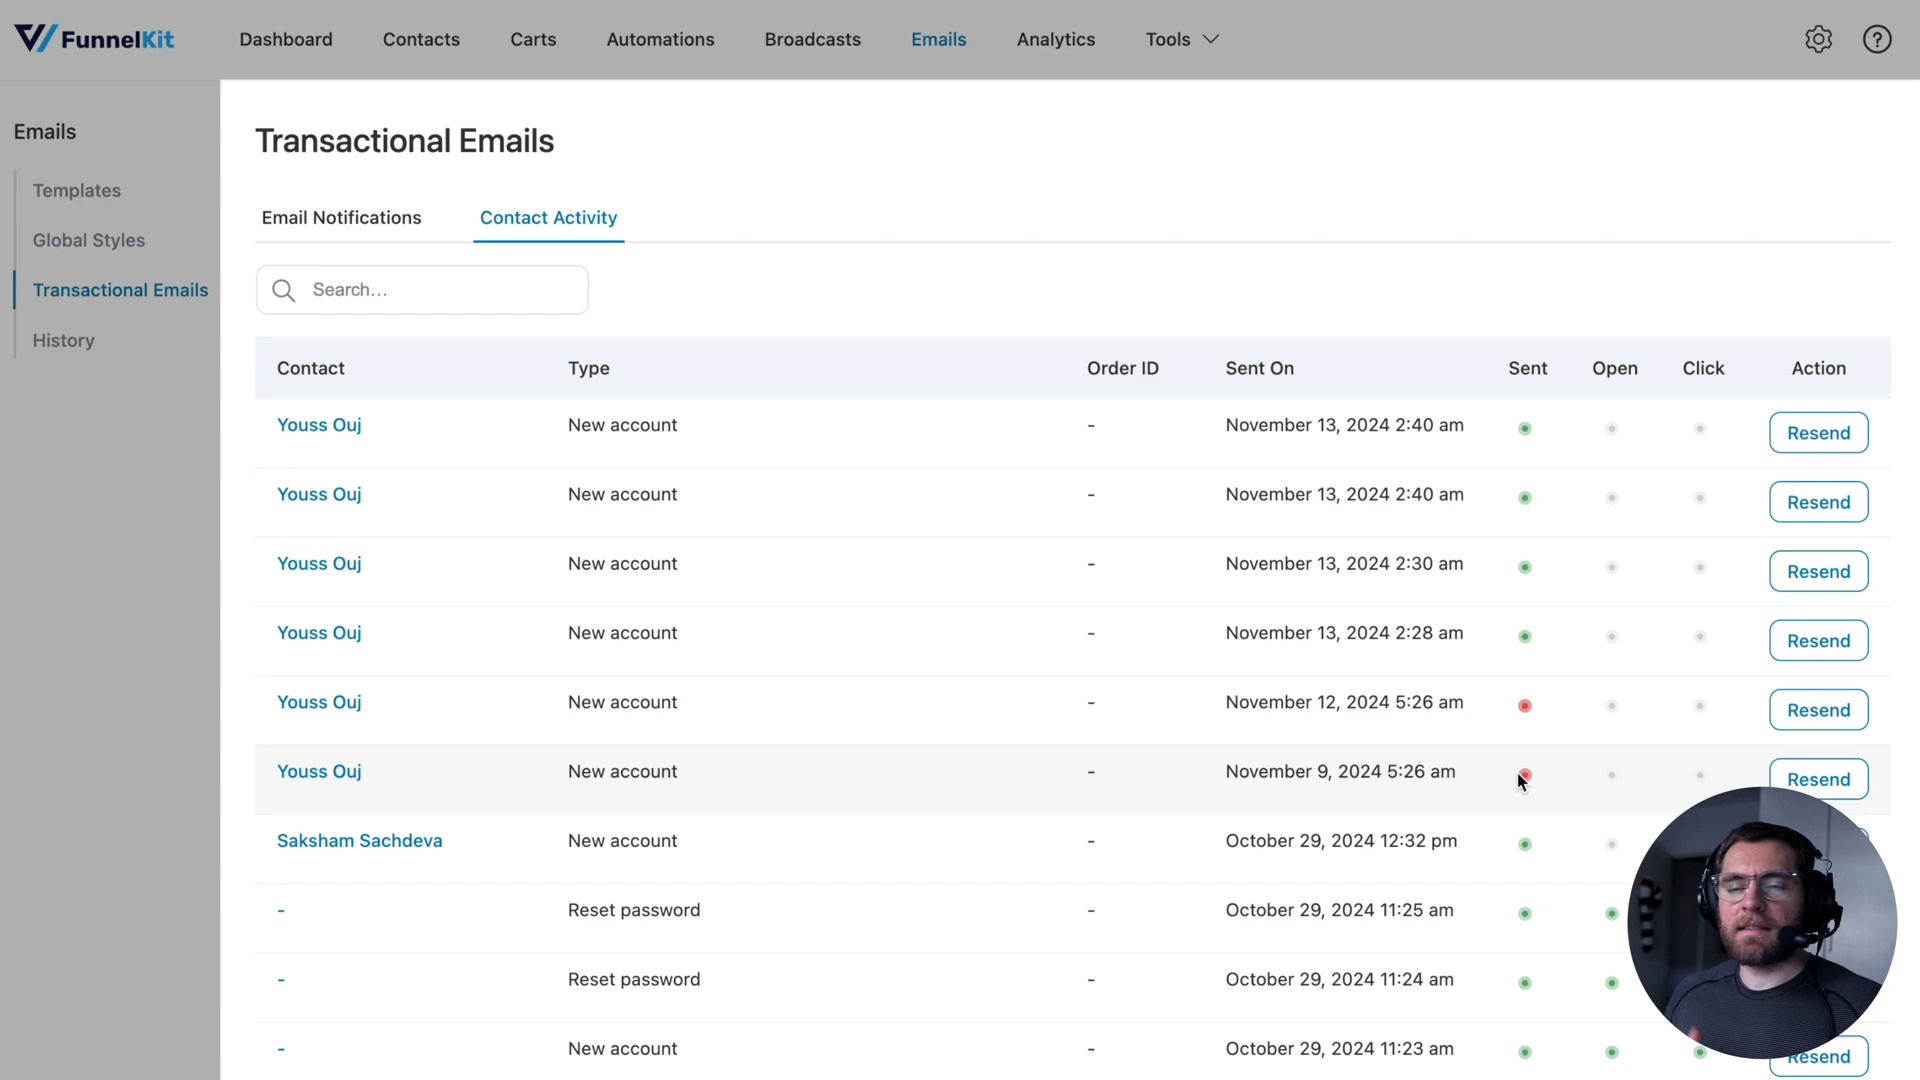 FunnelKit
Dashboard
Contacts
Carts
Automations
Broadcasts
Emails
Analytics
Tools
Emails
Templates
Global Styles
Transactional Emails
History
Transactional Emails
Email Notifications
Contact Activity
Search...
Contact Type Order ID Sent On Sent Open Click Action
Youss Ouj New account - November 13, 2024 2:40 am Resend
Youss Ouj New account - November 13, 2024 2:40 am Resend
Youss Ouj New account - November 13, 2024 2:30 am Resend
Youss Ouj New account - November 13, 2024 2:28 am Resend
Youss Ouj New account - November 12, 2024 5:26 am Resend
Youss Ouj New account - November 9, 2024 5:26 am Resend
Saksham Sachdeva New account - October 29, 2024 12:32 pm
- Reset password - October 29, 2024 11:25 am
- Reset password - October 29, 2024 11:24 am
- New account - October 29, 2024 11:23 am Resend